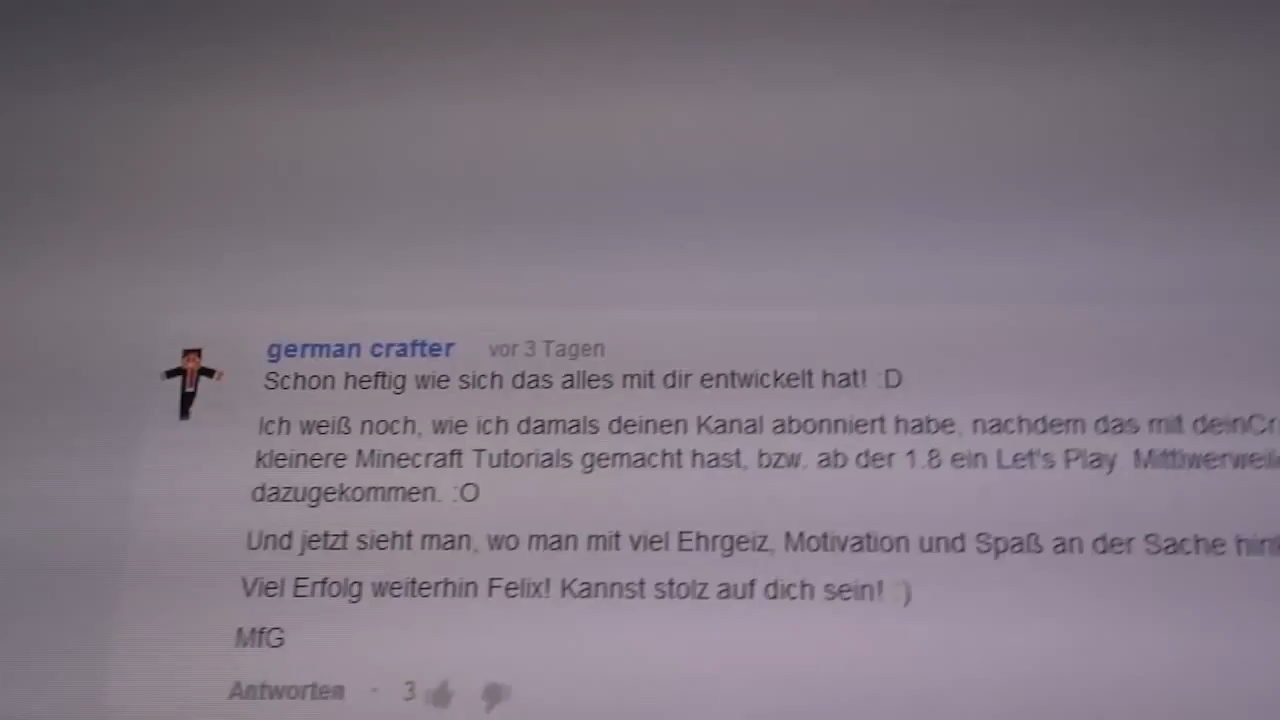 german crafter vor 3 Tagen
Schon heftig wie sich das alles mit dir entwickelt hat! :D
Ich weiß noch, wie ich damals deinen Kanal abonniert habe, nachdem das mit
kleinere Minecraft Tutorials gemacht hast, bzw. ab der 1.8 ein Let's Play.
dazugekommen. :O
Und jetzt sieht man, wo man mit viel Ehrgeiz, Motivation und Spaß an der Sache
Viel Erfolg weiterhin Felix! Kannst stolz auf dich sein! :)
MfG
Antworten · 3